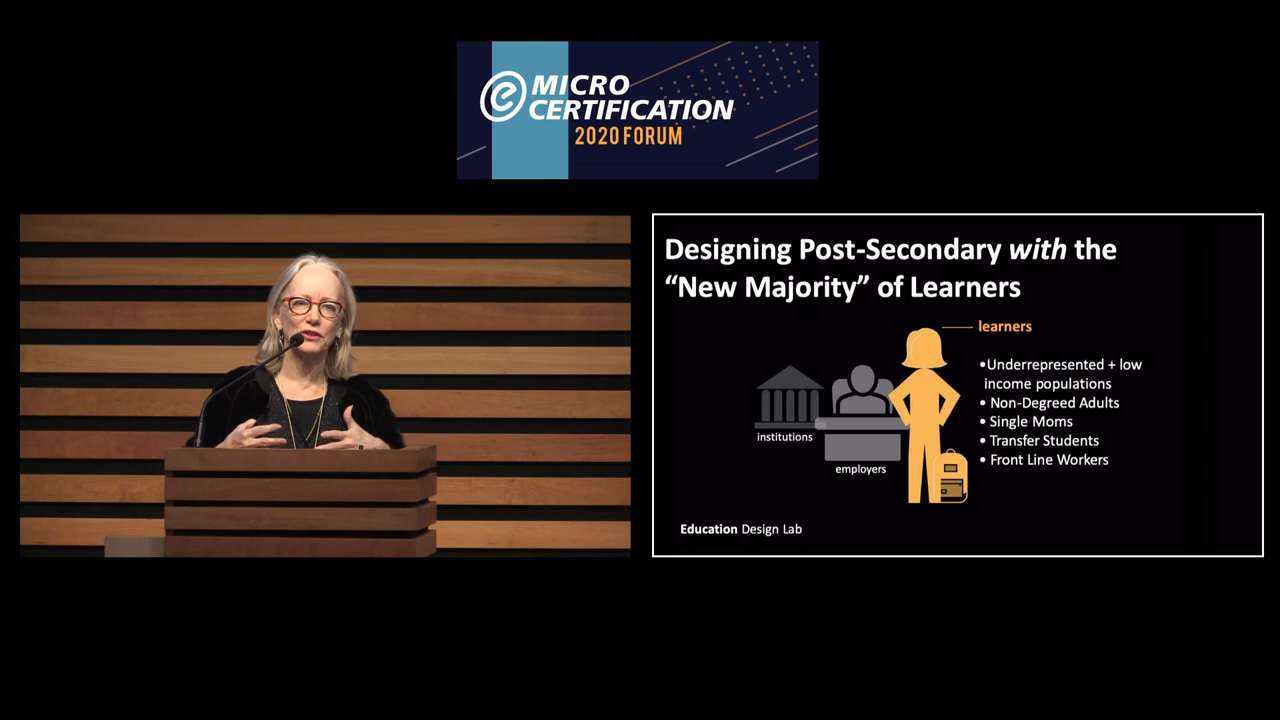 MICRO
CERTIFICATION
2020 FORUM
Designing Post-Secondary with the
“New Majority” of Learners
learners
•Underrepresented + low
income populations
• Non-Degreed Adults
• Single Moms
• Transfer Students
• Front Line Workers
institutions
employers
Education Design Lab